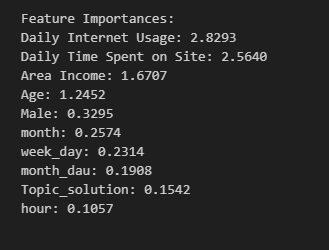 Feature Importances:
Daily Internet Usage: 2.8293
Daily Time Spent on Site: 2.5640
Area Income: 1.6707
Age: 1.2452
Male: 0.3295
month: 0.2574
week_day: 0.2314
month_dau: 0.1908
Topic_solution: 0.1542
hour: 0.1057